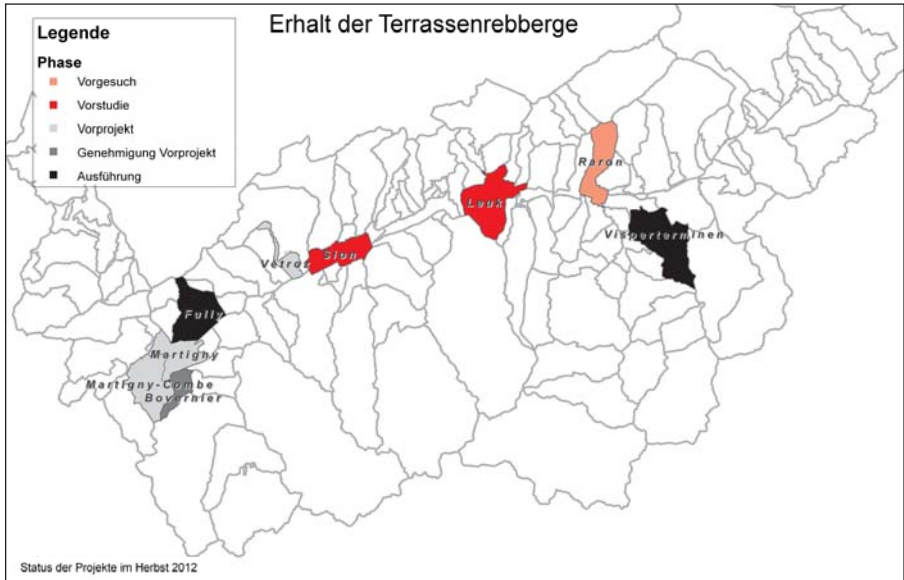 Erhalt der Terrassenrebberge
Legende
Phase
Vorgesuch
Vorstudie
Vorprojekt
Genehmigung Vorprojekt
Ausführung
Raron
Leuk
Visperterminen
Sion
Vétroz
Fully
Martigny
Martigny-Combe
Bovernier
Status der Projekte im Herbst 2012